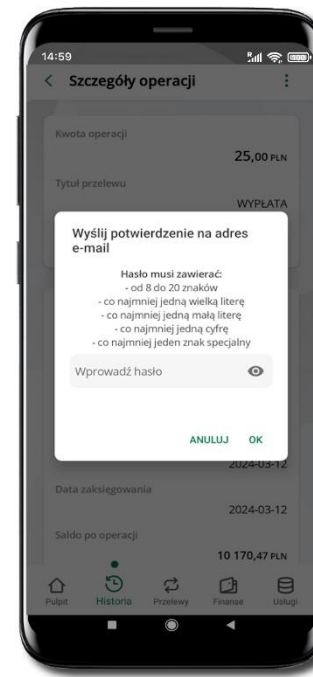 14:59
Szczegóły operacji
Kwota operacji
25,00 PLN
Tytuł przelewu
WYPŁATA
Wyślij potwierdzenie na adres
e-mail
Hasło musi zawierać:
- od 8 do 20 znaków
- co najmniej jedną wielką literę
- co najmniej jedną małą literę
- co najmniej jedną cyfrę
- co najmniej jeden znak specjalny
Wprowadź hasło
ANULUJ OK
2024-03-12
Data zaksięgowania
2024-03-12
Saldo po operacji
10 170,47 PLN
Pulpit Historia Przelewy Finanse Usługi